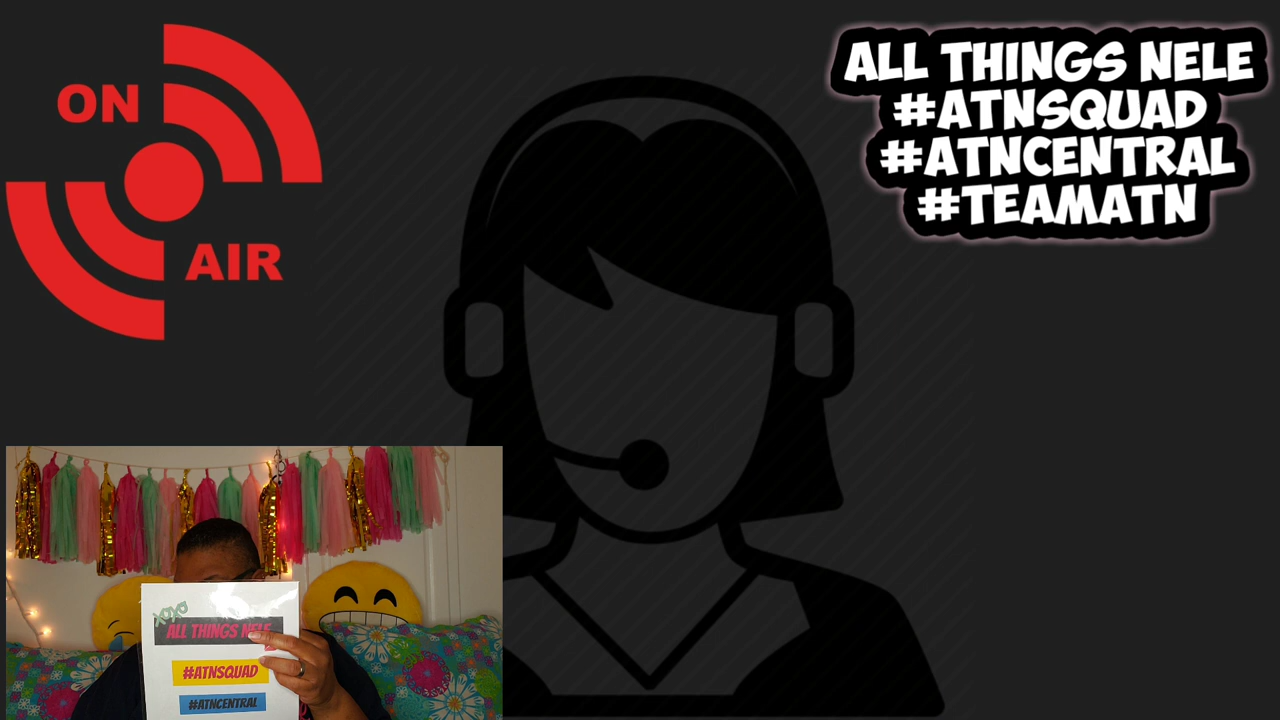 ON
AIR
ALL THINGS NELE
#ATNSQUAD
#ATNCENTRAL
#TEAMATN
XOXO
ALL THINGS NELE
#ATNSQUAD
#ATNCENTRAL